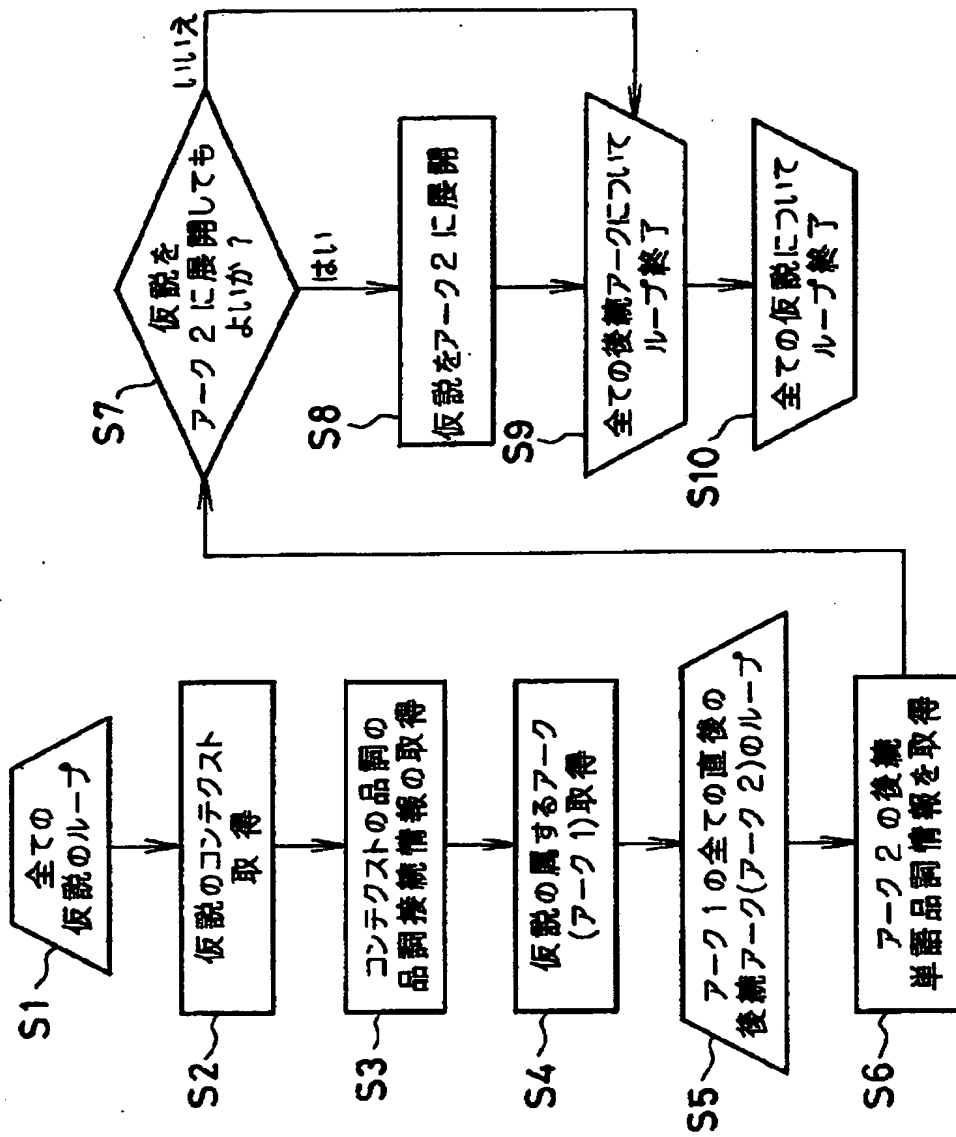 S1
全ての
仮説のループ
S2
仮説のコンテクスト
取得
S3
コンテクストの品詞の
品詞接続情報の取得
S4
仮説の属するアーク
(アーク1)取得
S5
アーク1の全ての直後の
後続アーク(アーク2)のループ
S6
アーク2の後続
単語品詞情報を取得
S7
仮説を
アーク2に展開しても
よいか?
いいえ
はい
S8
仮説をアーク2に展開
S9
全ての後続アークについて
ループ終了
S10
全ての仮説について
ループ終了